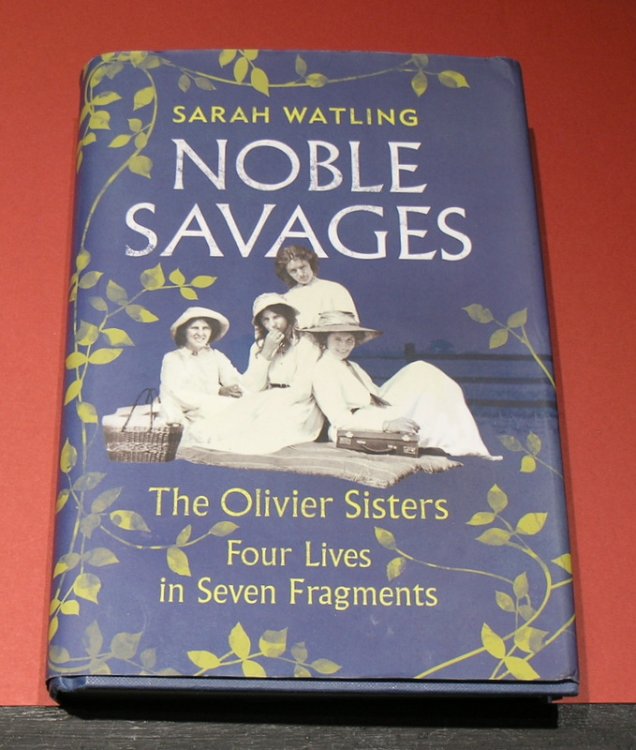 SARAH WATLING
NOBLE
SAVAGES
The Olivier Sisters
Four Lives
in Seven Fragments